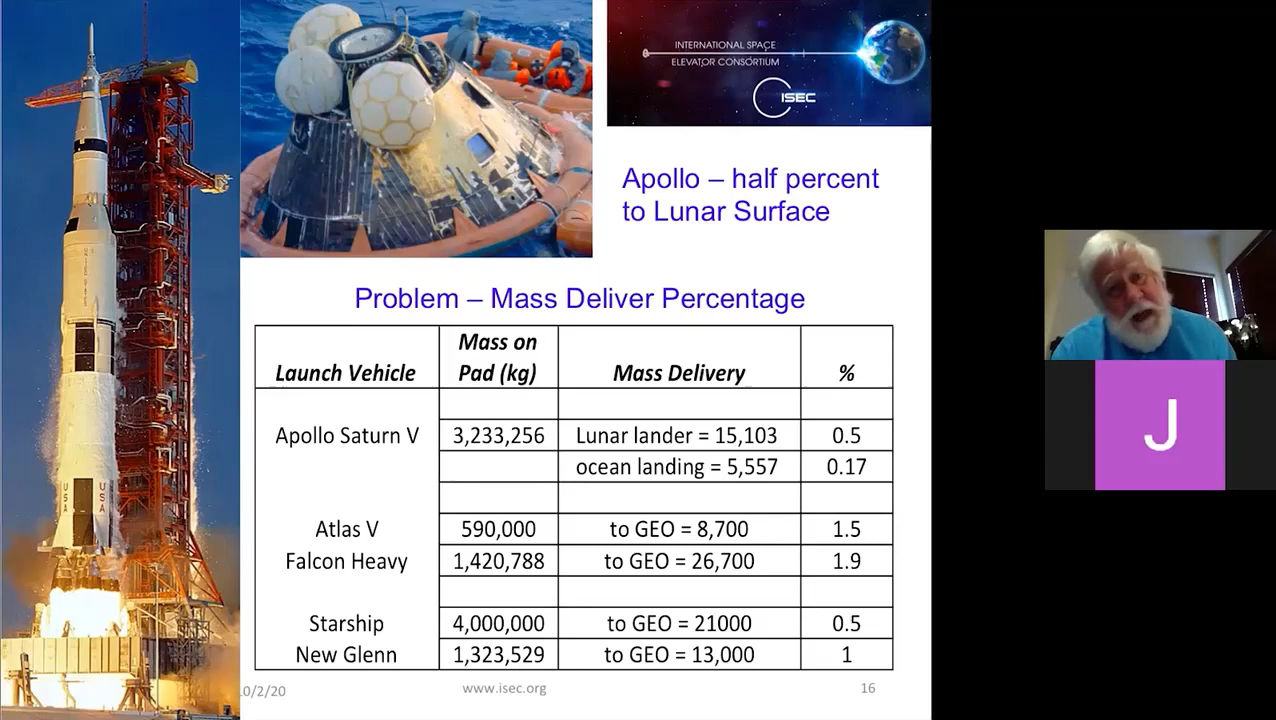 INTERNATIONAL SPACE
ELEVATOR CONSORTIUM
ISEC
Apollo – half percent
to Lunar Surface
Problem – Mass Deliver Percentage
Launch Vehicle Mass on Pad (kg) Mass Delivery %
Apollo Saturn V 3,233,256 Lunar lander = 15,103 0.5
ocean landing = 5,557 0.17
Atlas V 590,000 to GEO = 8,700 1.5
Falcon Heavy 1,420,788 to GEO = 26,700 1.9
Starship 4,000,000 to GEO = 21000 0.5
New Glenn 1,323,529 to GEO = 13,000 1
USA USA
0/2/20 www.isec.org 16
J